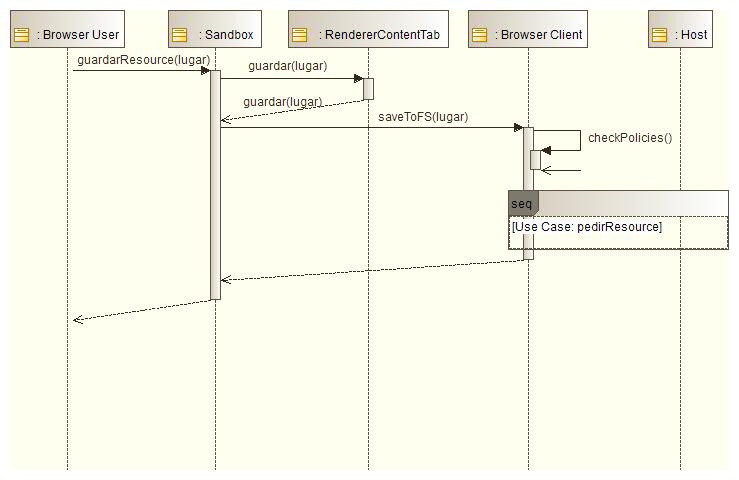 : Browser User
: Sandbox
: RendererContentTab
: Browser Client
: Host
guardarResource(lugar)
guardar(lugar)
guardar(lugar)
saveToFS(lugar)
checkPolicies()
seq
[Use Case: pedirResource]